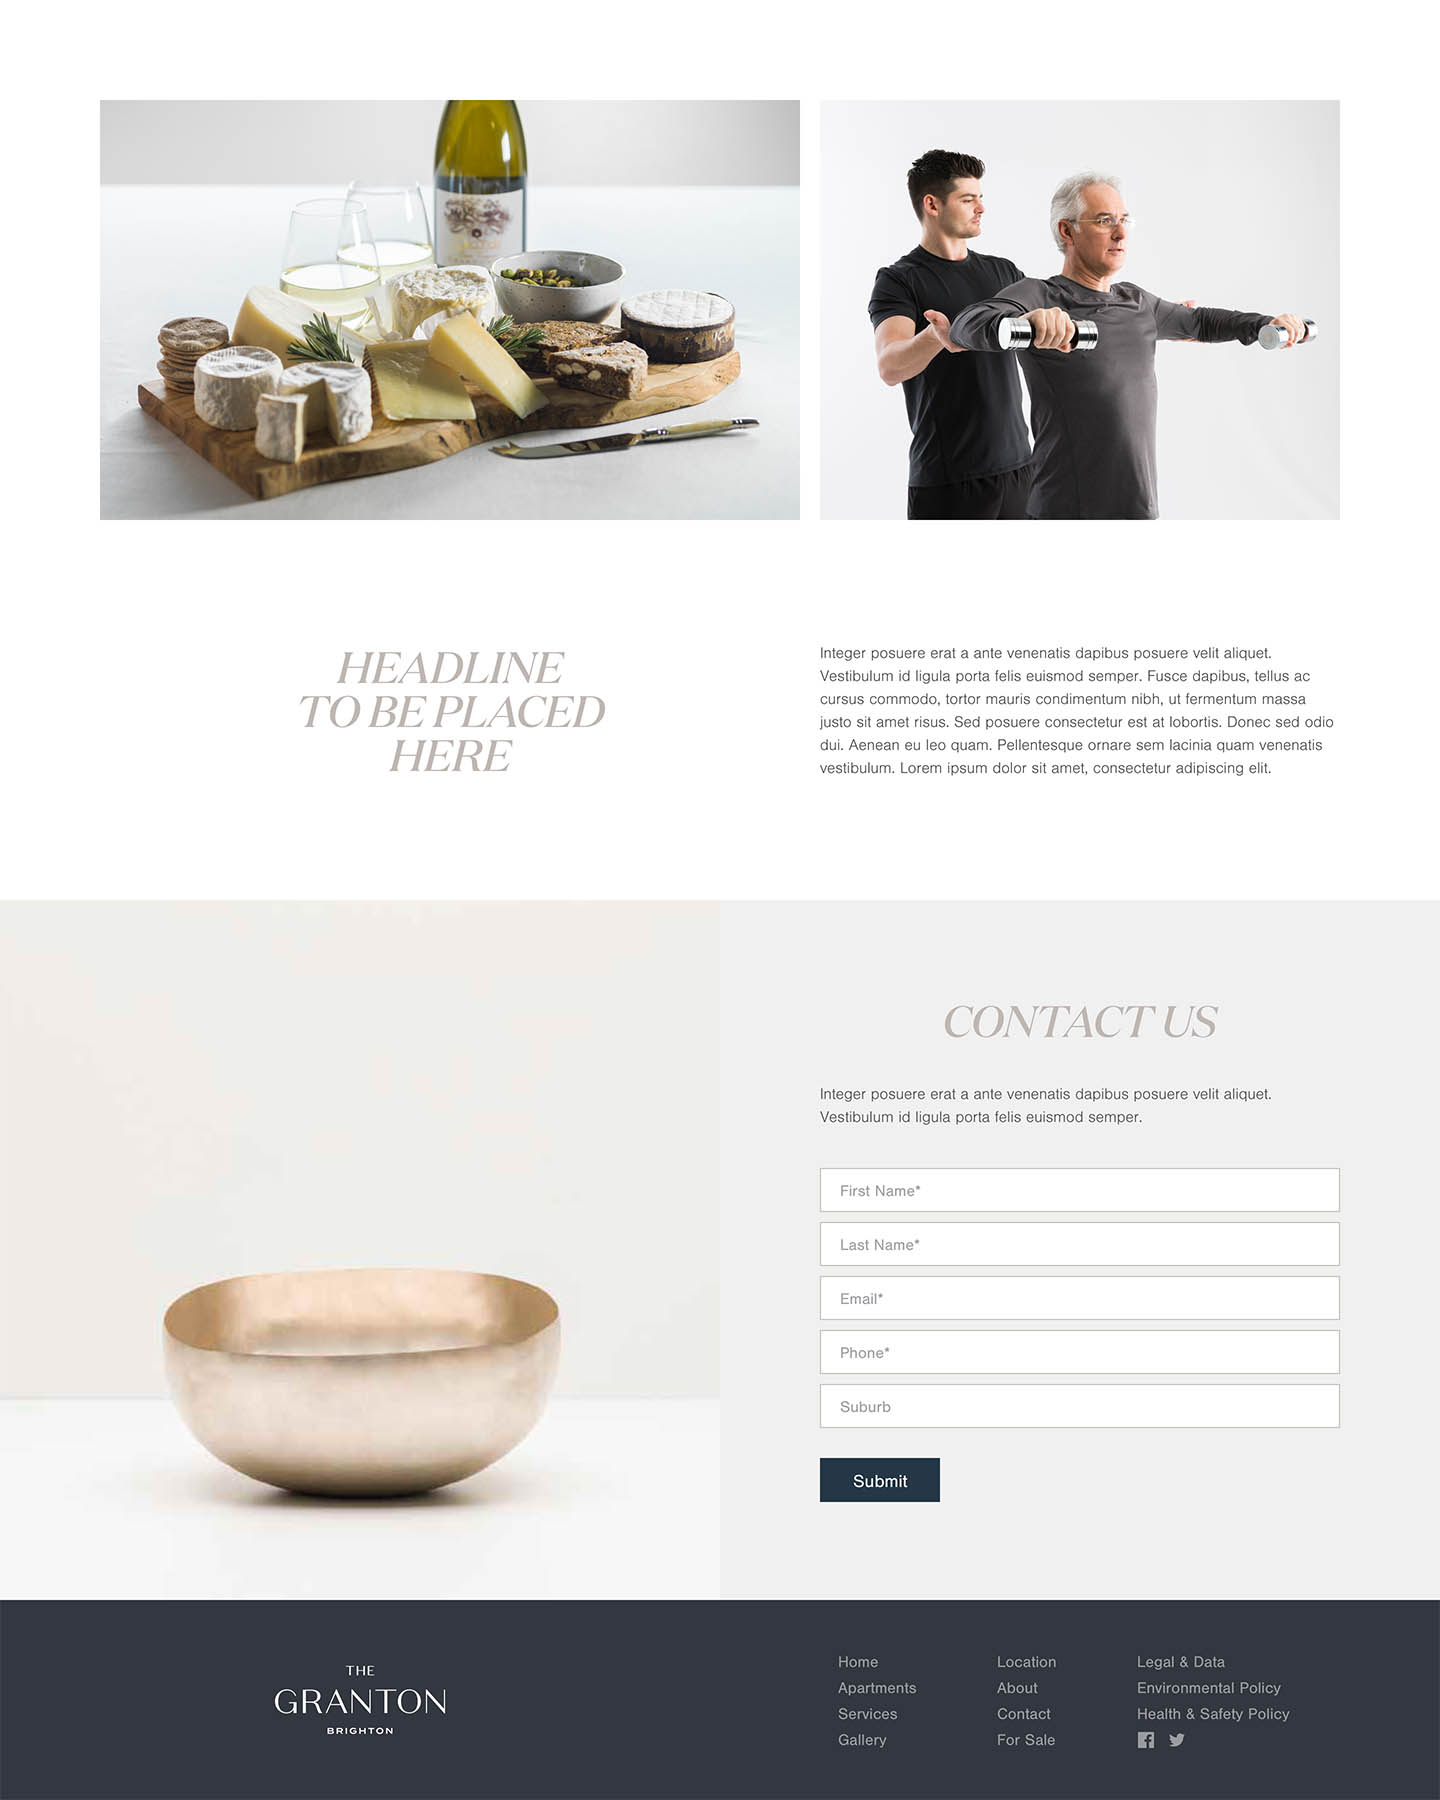 HEADLINE
TO BE PLACED
HERE
Integer posuere erat a ante venenatis dapibus posuere velit aliquet.
Vestibulum id ligula porta felis euismod semper. Fusce dapibus, tellus ac
cursus commodo, tortor mauris condimentum nibh, ut fermentum massa
justo sit amet risus. Sed posuere consectetur est at lobortis. Donec sed odio
dui. Aenean eu leo quam. Pellentesque ornare sem lacinia quam venenatis
vestibulum. Lorem ipsum dolor sit amet, consectetur adipiscing elit.
CONTACT US
Integer posuere erat a ante venenatis dapibus posuere velit aliquet.
Vestibulum id ligula porta felis euismod semper.
First Name*
Last Name*
Email*
Phone*
Suburb
Submit
THE
GRANTON
BRIGHTON
Home
Apartments
Services
Gallery
Location
About
Contact
For Sale
Legal & Data
Environmental Policy
Health & Safety Policy